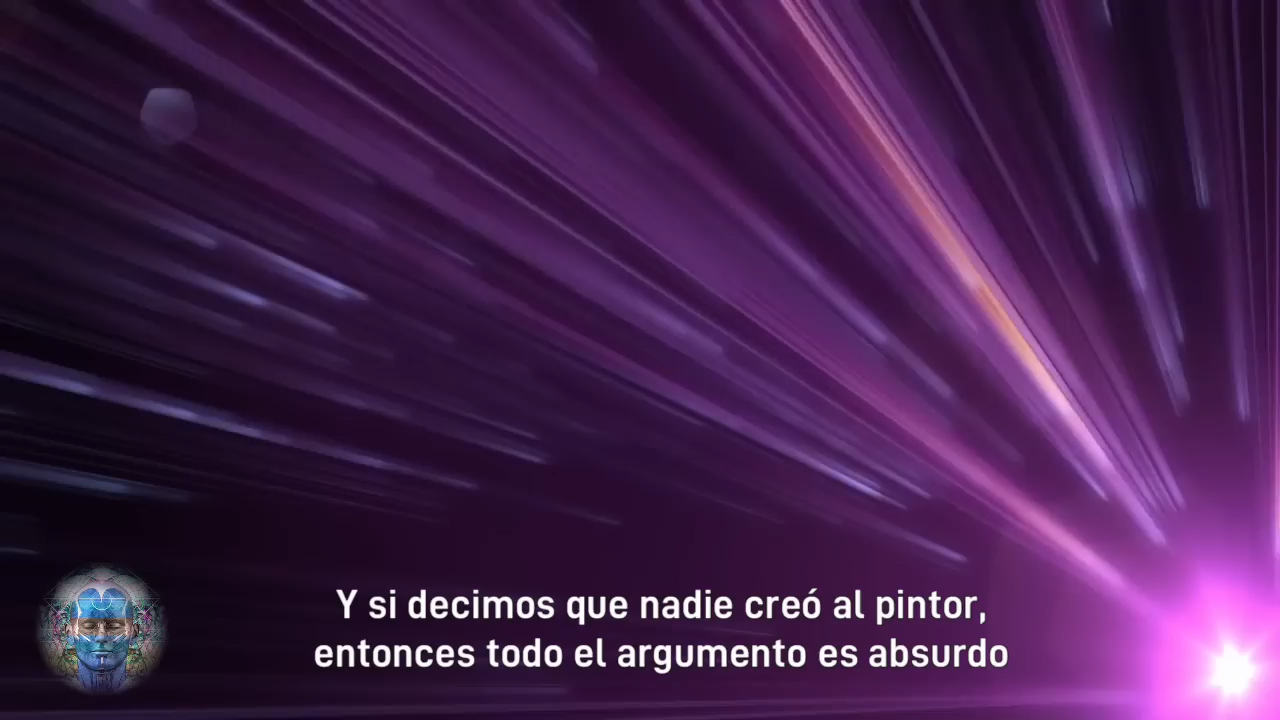 Y si decimos que nadie creó al pintor,
entonces todo el argumento es absurdo